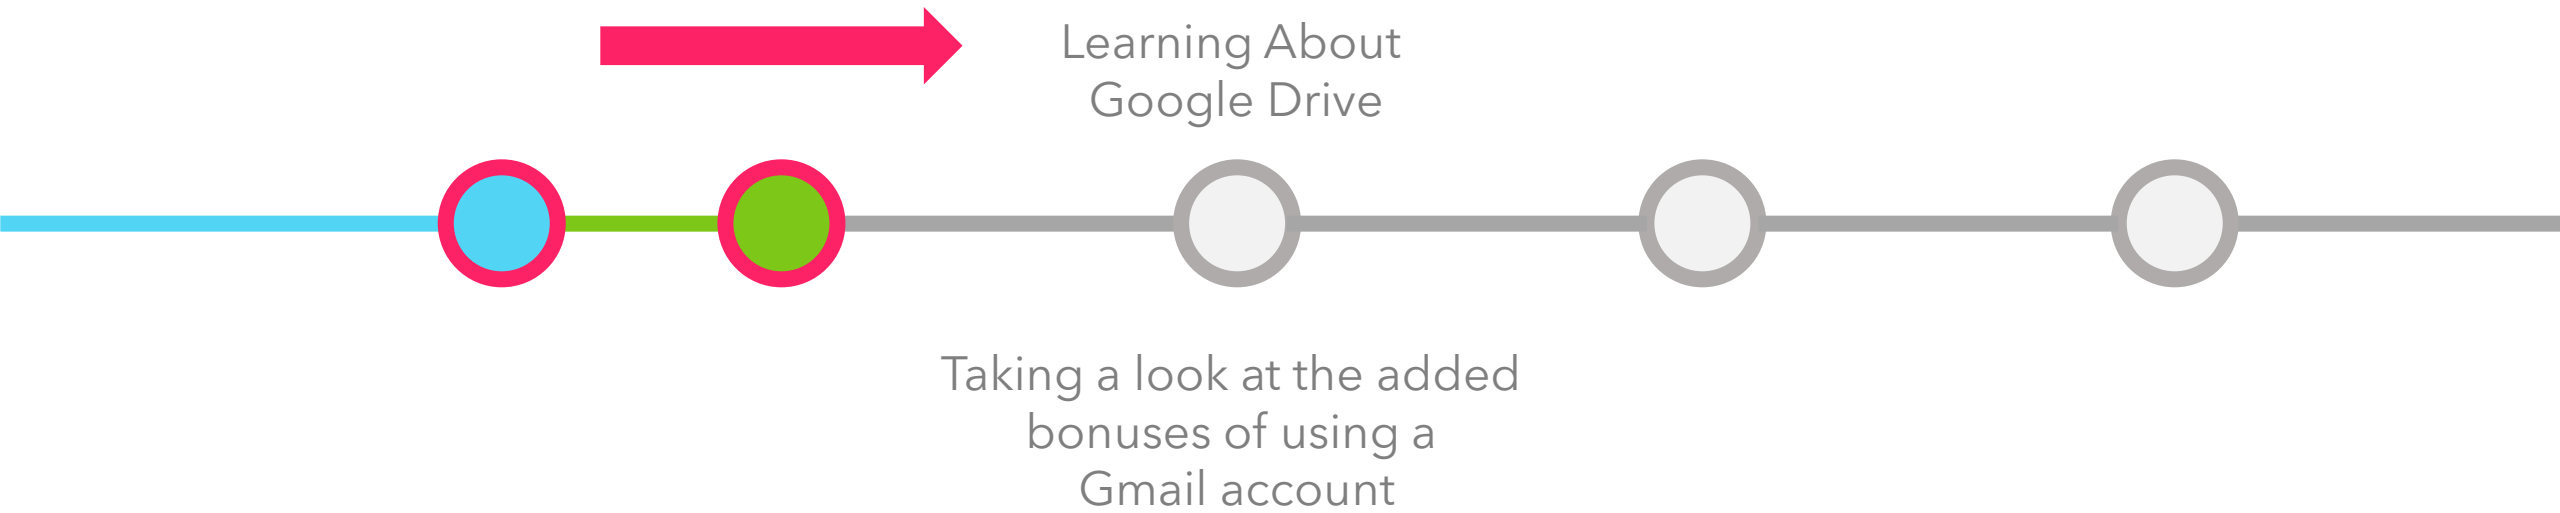 Learning About
Google Drive
Taking a look at the added
bonuses of using a
Gmail account